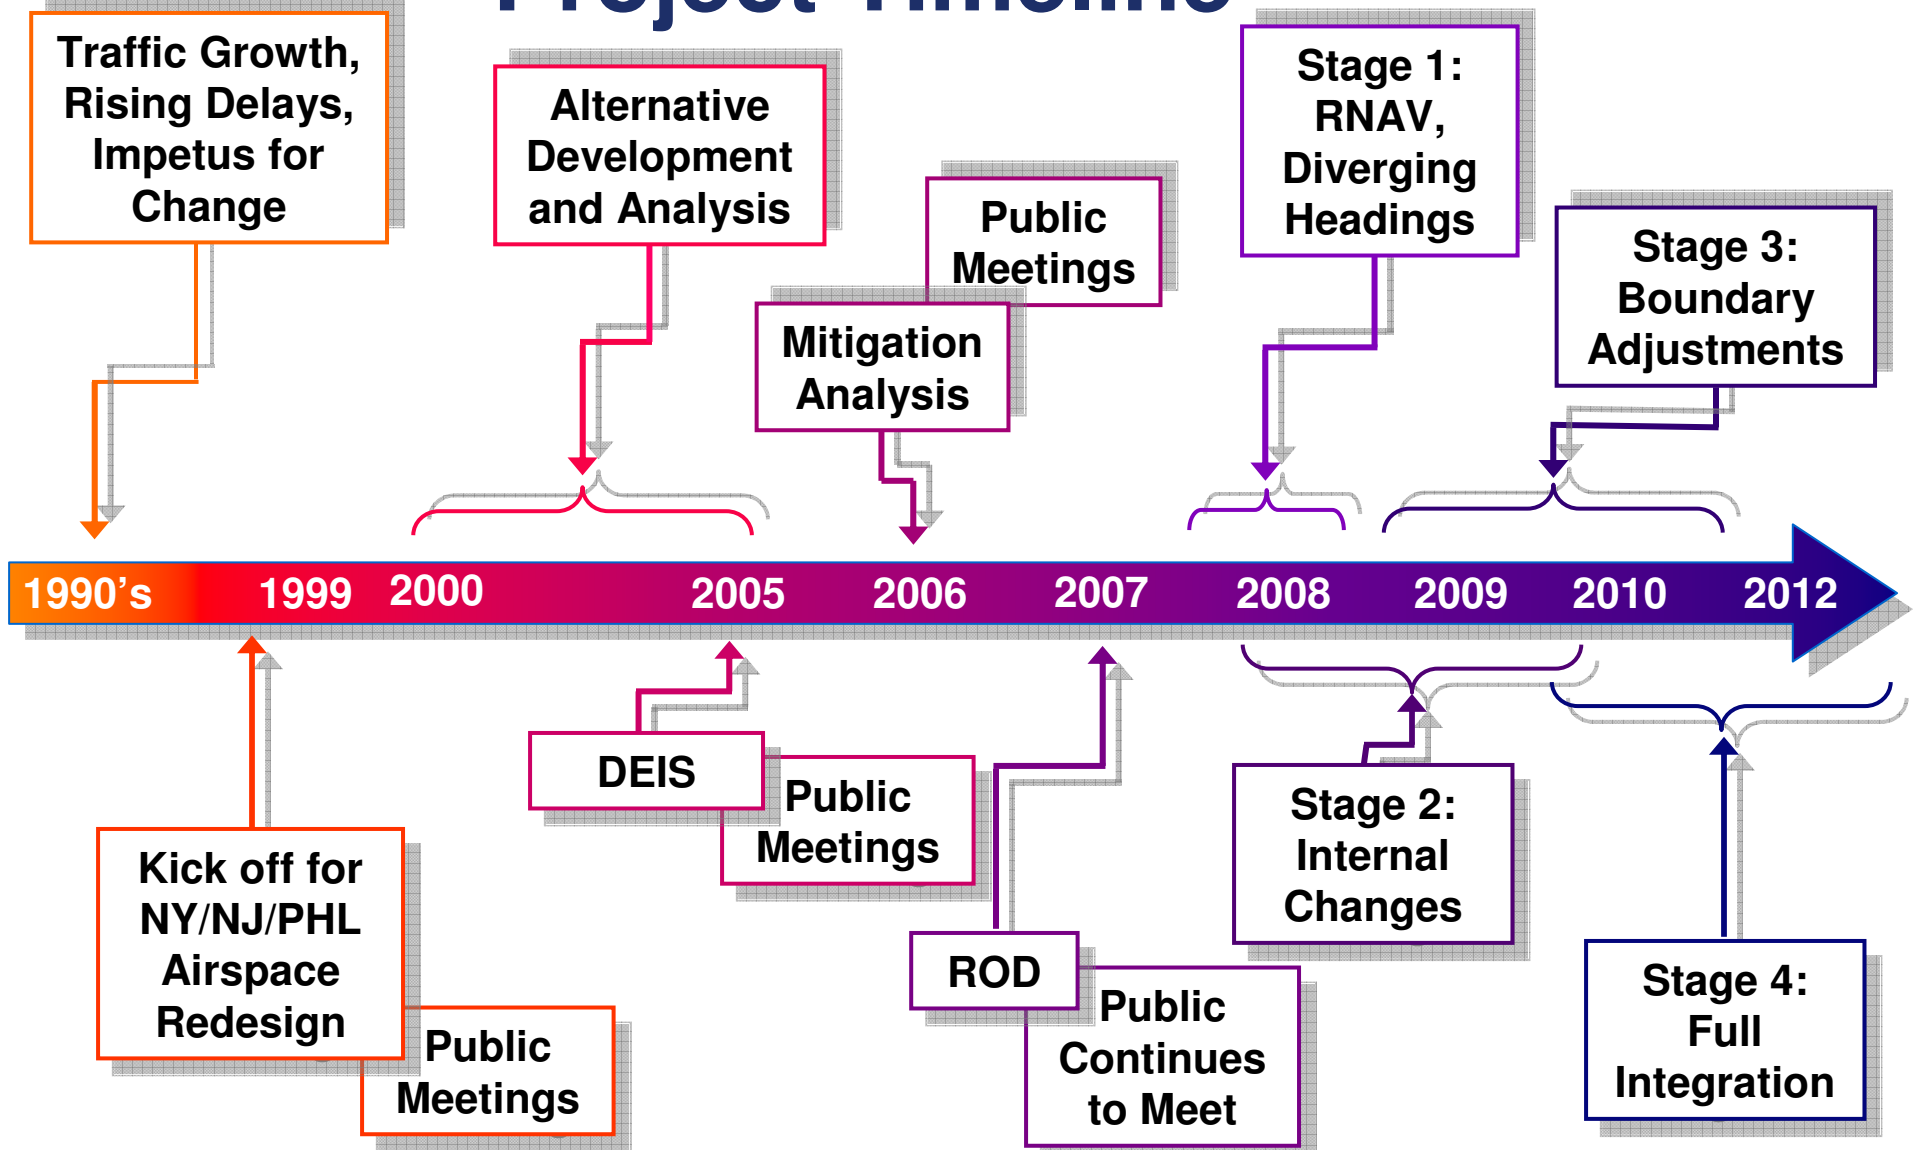 Project Timeline
Traffic Growth,
Rising Delays,
Impetus for
Change
Alternative
Development
and Analysis
Public
Meetings
Mitigation
Analysis
Stage 1:
RNAV,
Diverging
Headings
Stage 3:
Boundary
Adjustments
1990's 1999 2000 2005 2006 2007 2008 2009 2010 2012
Kick off for
NY/NJ/PHL
Airspace
Redesign
Public
Meetings
DEIS
Public
Meetings
ROD
Public
Continues
to Meet
Stage 2:
Internal
Changes
Stage 4:
Full
Integration